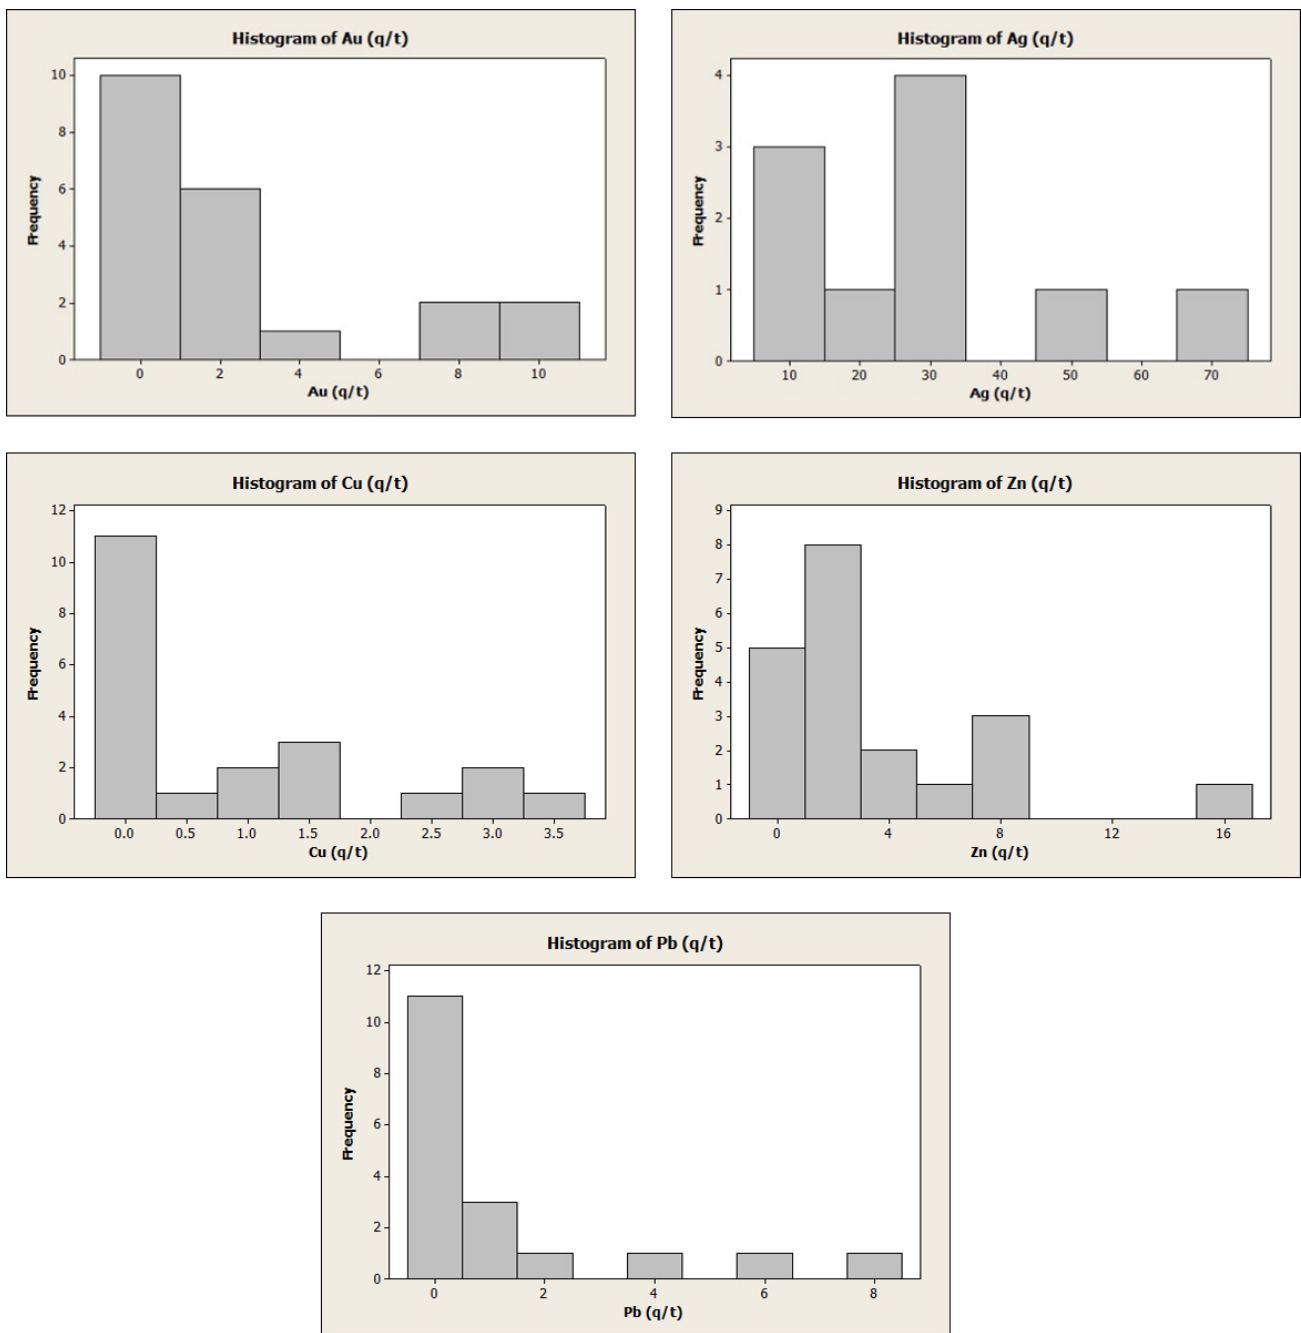 Histogram of Au (q/t)
Frequency
10
8
6
4
2
0
0 2 4 6 8 10
Au (q/t)
Histogram of Ag (q/t)
Frequency
4
3
2
1
0
10 20 30 40 50 60 70
Ag (q/t)
Histogram of Cu (q/t)
Frequency
12
10
8
6
4
2
0
0.0 0.5 1.0 1.5 2.0 2.5 3.0 3.5
Cu (q/t)
Histogram of Zn (q/t)
Frequency
9
8
7
6
5
4
3
2
1
0
0 4 8 12 16
Zn (q/t)
Histogram of Pb (q/t)
Frequency
12
10
8
6
4
2
0
0 2 4 6 8
Pb (q/t)